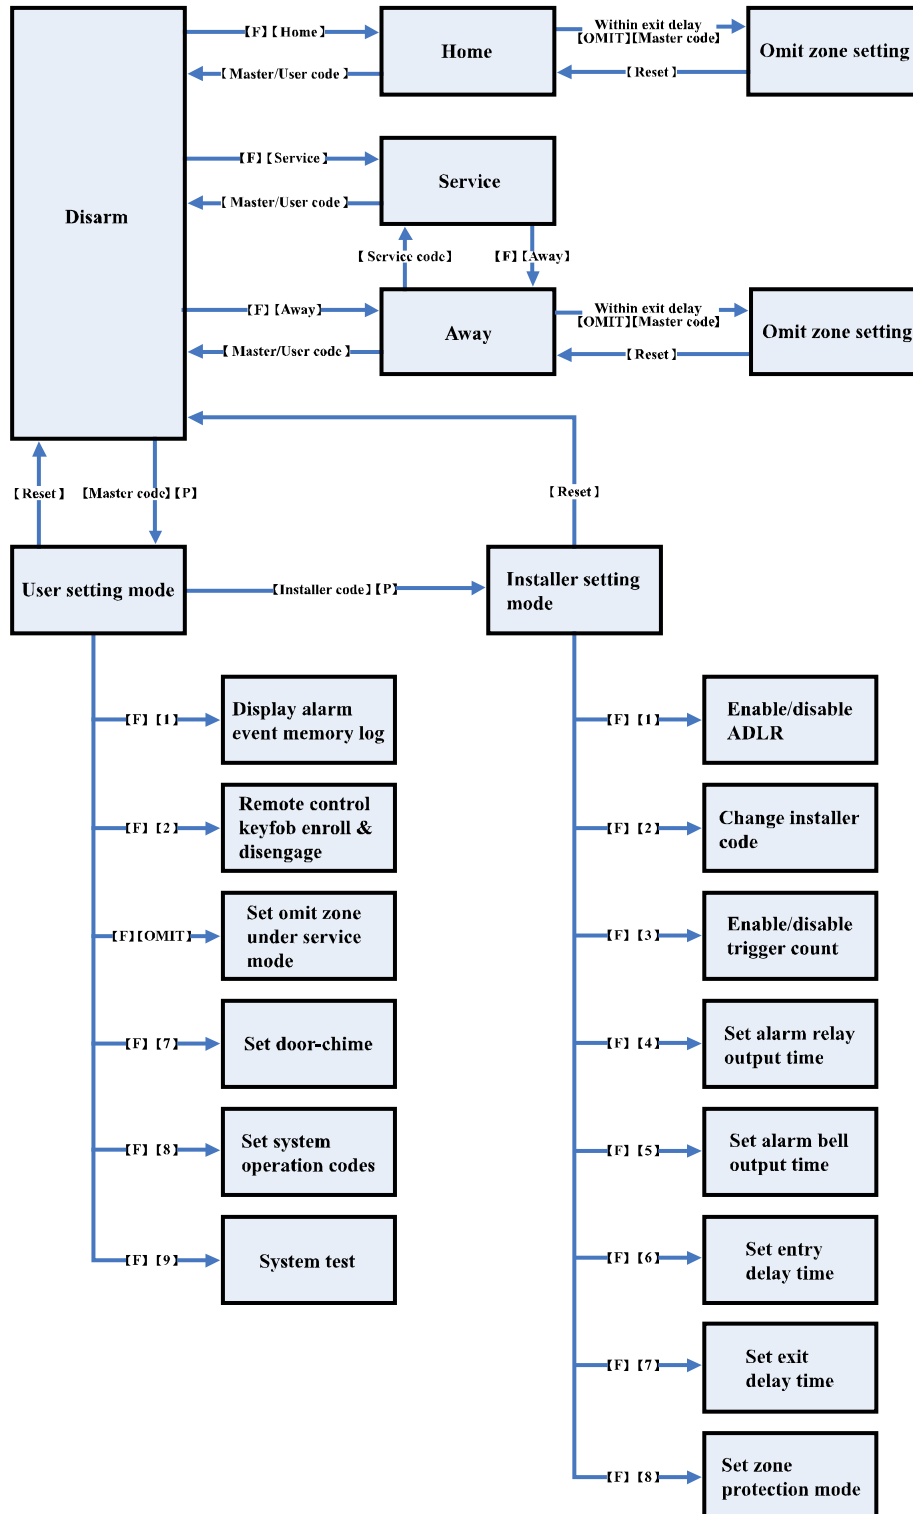 Disarm
【F】【Home】
Home
Within exit delay
【OMIT】【Master code】
Omit zone setting
【Master/User code】
【Reset】
【F】【Service】
Service
【Master/User code】
【Service code】
【F】【Away】
【F】【Away】
Away
Within exit delay
【OMIT】【Master code】
Omit zone setting
【Master/User code】
【Reset】
【Reset】
【Master code】【P】
【Reset】
User setting mode
【Installer code】【P】
Installer setting
mode
【F】【1】
Display alarm
event memory log
【F】【2】
Remote control
keyfob enroll &
disengage
【F】【OMIT】
Set omit zone
under service
mode
【F】【7】
Set door-chime
【F】【8】
Set system
operation codes
【F】【9】
System test
【F】【1】
Enable/disable
ADLR
【F】【2】
Change installer
code
【F】【3】
Enable/disable
trigger count
【F】【4】
Set alarm relay
output time
【F】【5】
Set alarm bell
output time
【F】【6】
Set entry
delay time
【F】【7】
Set exit
delay time
【F】【8】
Set zone
protection mode